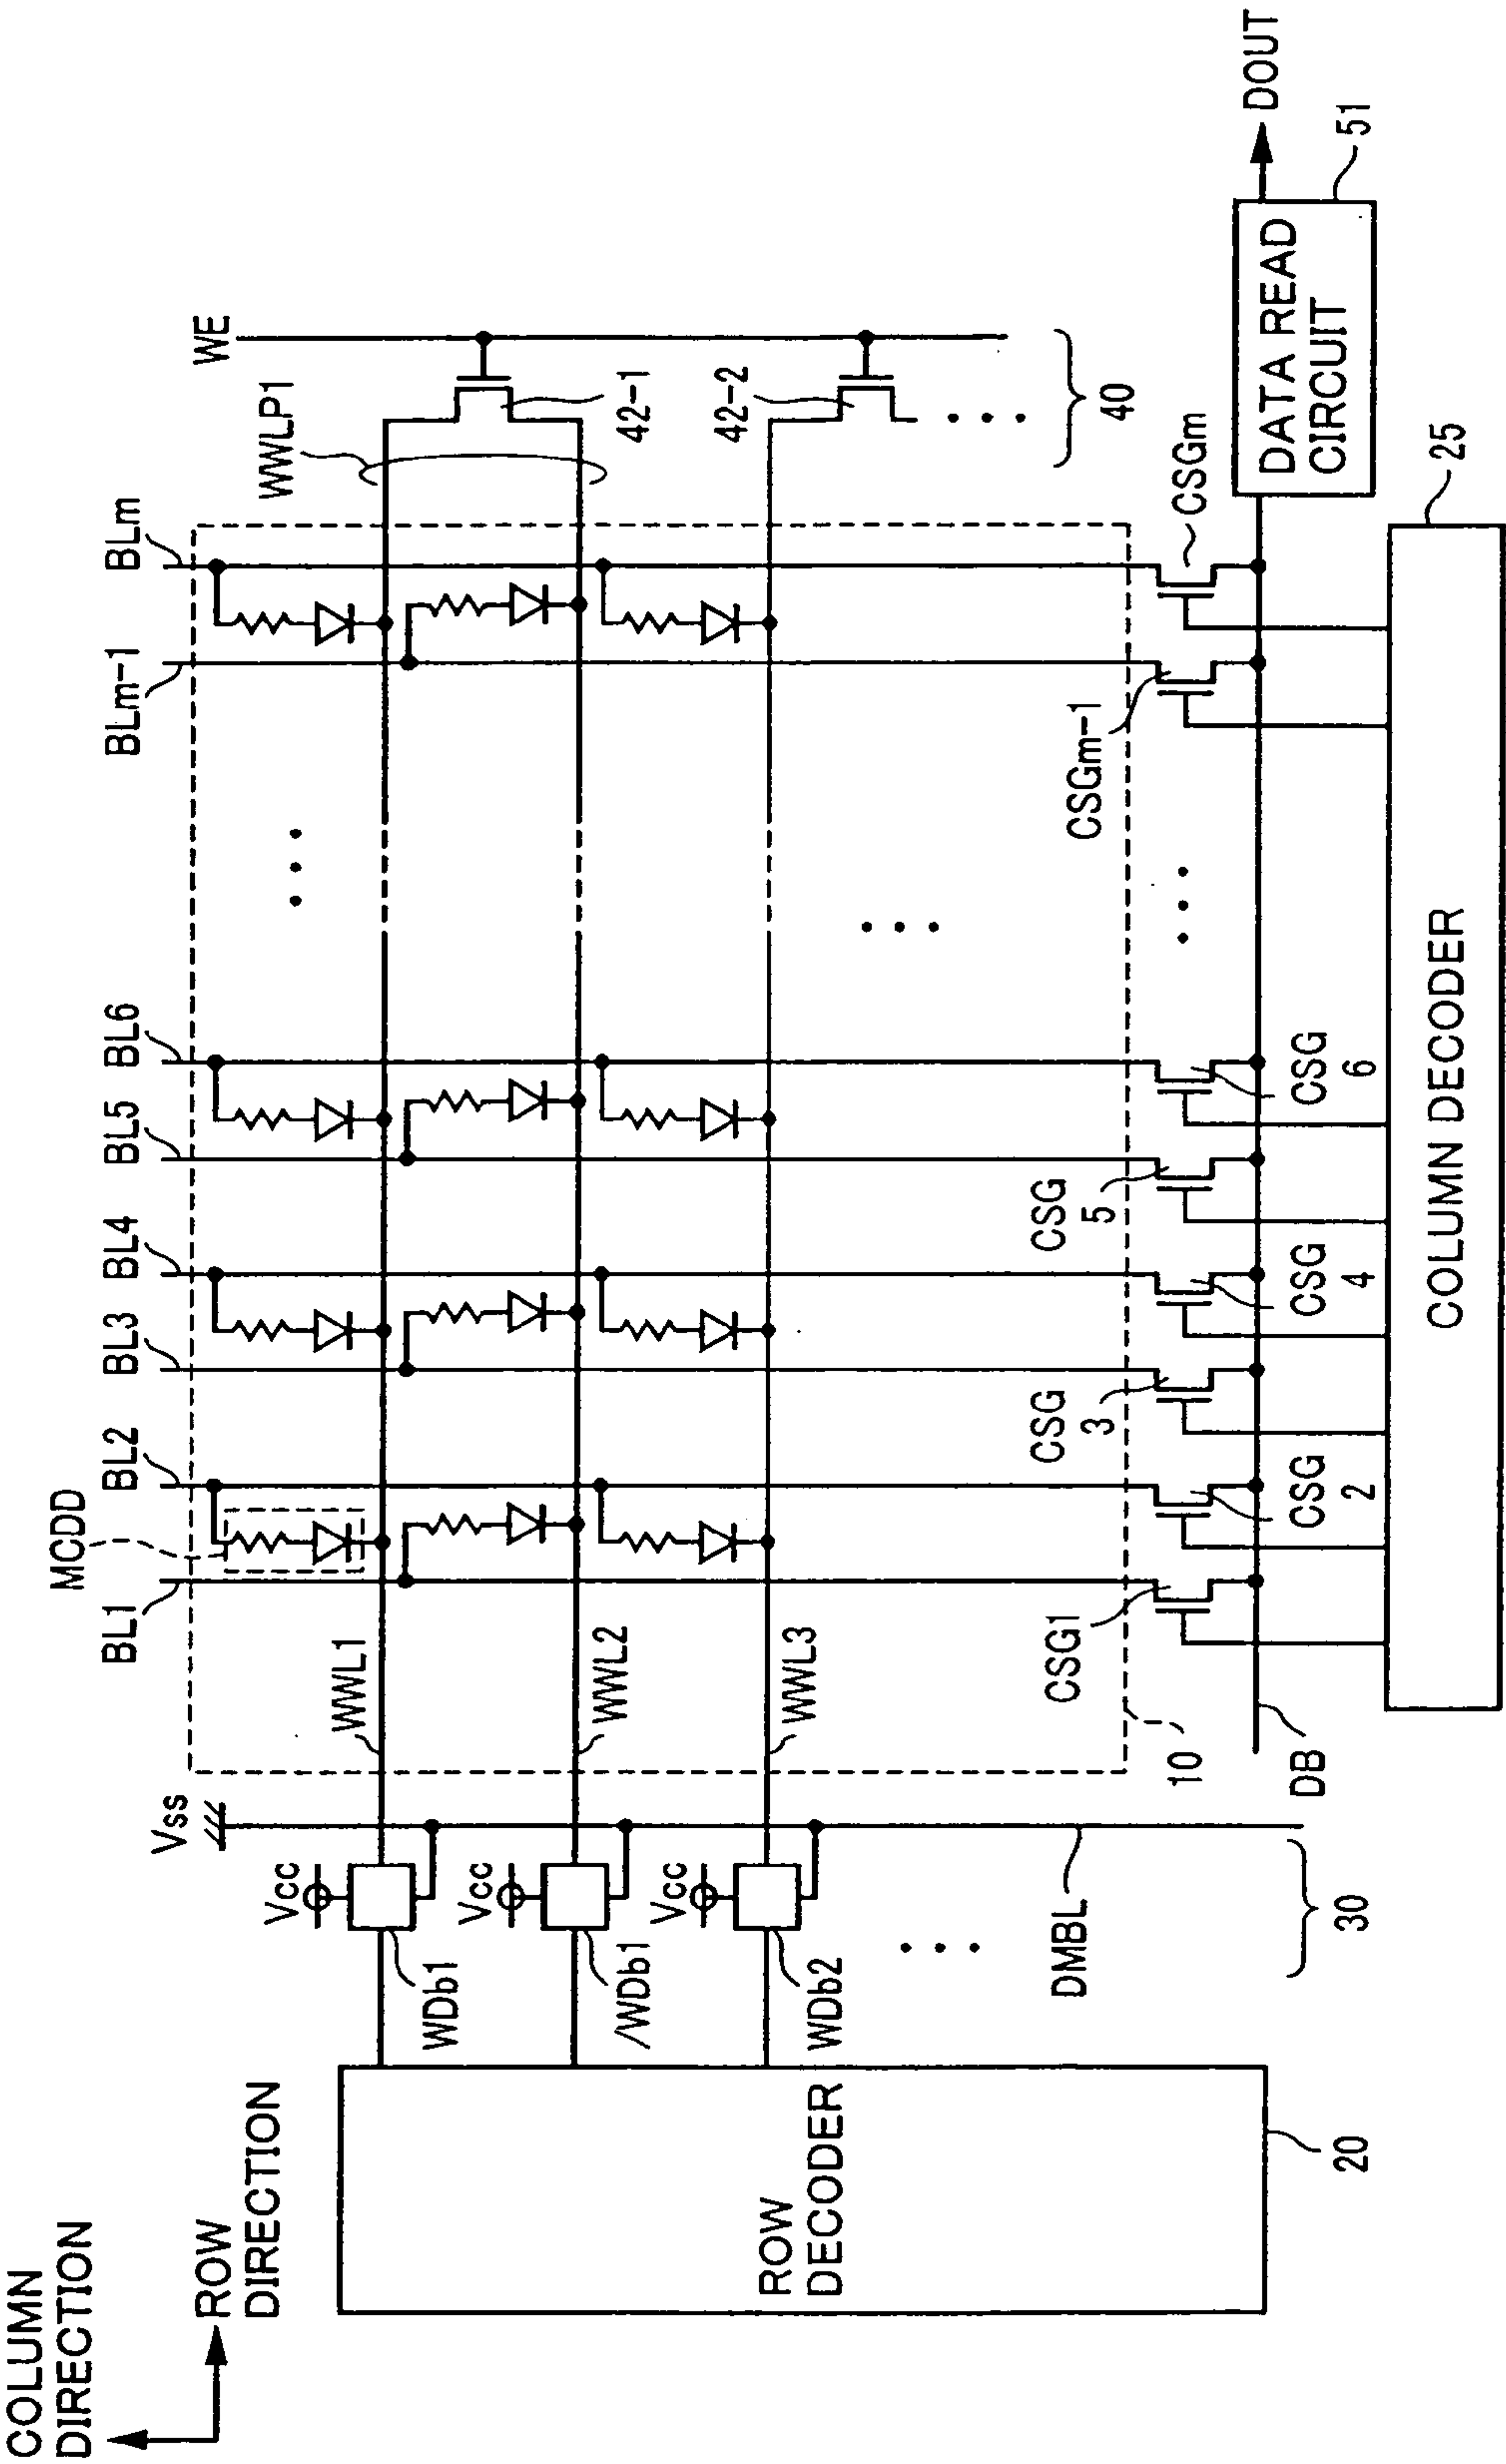 COLUMN
DIRECTION
ROW
DIRECTION
BL1
MCDD
BL2
BL3
BL4
BL5
BL6
BLm-1
BLm
WWLP1
WE
Vss
Vcc
WWL1
WDb1
42-1
Vcc
WWL2
/WDb1
42-2
Vcc
WWL3
WDb2
40
ROW
DECODER
DMBL
20
30
10
CSG1
CSG
2
CSG
3
CSG
4
CSG
5
CSG
6
CSGm-1
CSGm
DB
DATA READ
CIRCUIT
DOUT
51
COLUMN DECODER
25